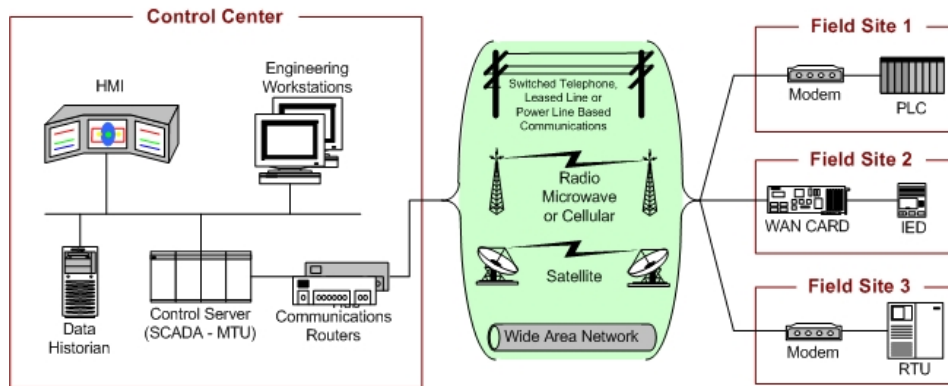 Control Center
HMI
Engineering
Workstations
Data
Historian
Control Server
(SCADA - MTU)
Communications
Routers
Switched Telephone,
Leased Line or
Power Line Based
Communications
Radio
Microwave
or Cellular
Satellite
Wide Area Network
Field Site 1
Modem
PLC
Field Site 2
WAN CARD
IED
Field Site 3
Modem
RTU